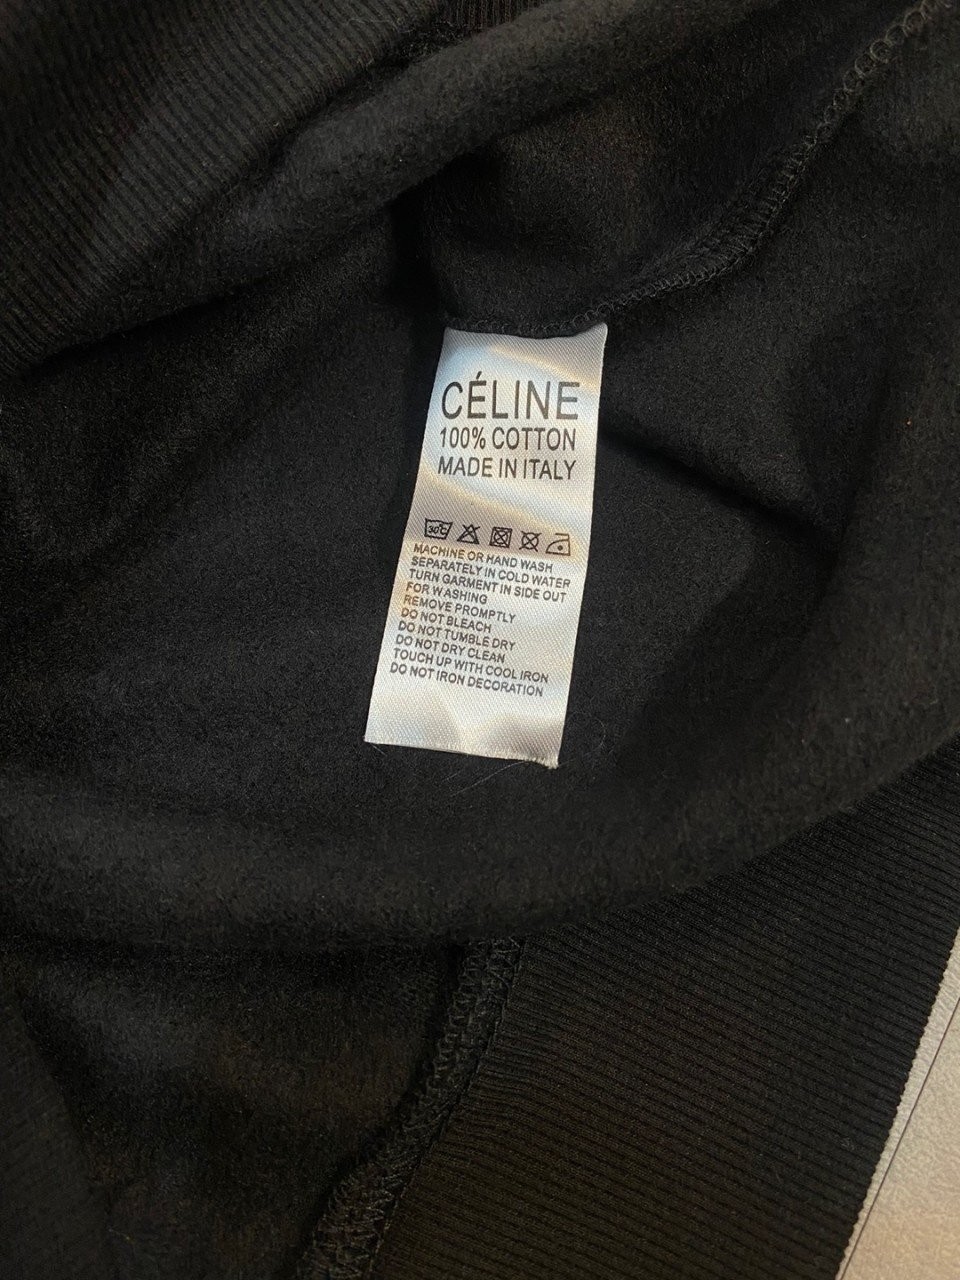 CÉLINE
100% COTTON
MADE IN ITALY
30°C
MACHINE OR HAND WASH
SEPARATELY IN COLD WATER
TURN GARMENT IN SIDE OUT
FOR WASHING
REMOVE PROMPTLY
DO NOT BLEACH
DO NOT TUMBLE DRY
DO NOT DRY CLEAN
TOUCH UP WITH COOL IRON
DO NOT IRON DECORATION